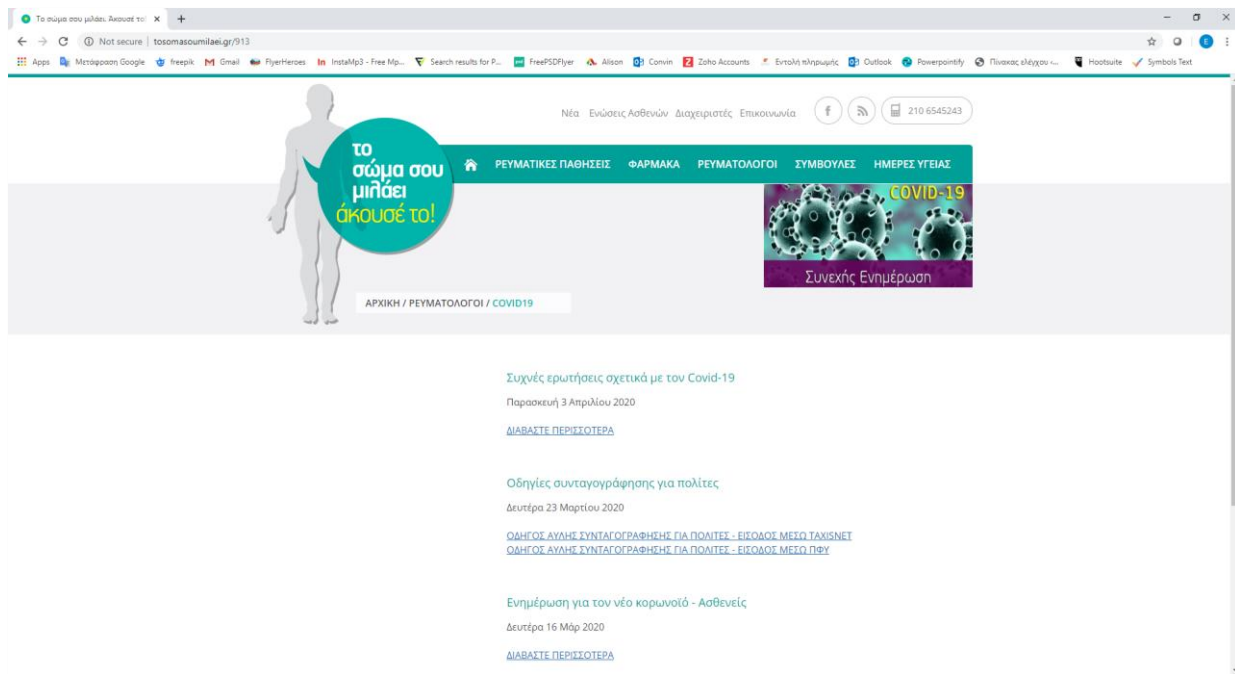 Το σώμα σου μιλάει. Ακουσέ το!
Not secure | tosomasoumilaei.gr/913
E
Apps Μετάφραση Google freepik Gmail FlyerHeroes InstaMp3 - Free Mp... Search results for P... FreePSDFlyer Alison Convin Zoho Accounts Εντολή πληρωμής Outlook Powerpointify Πίνακας ελέγχου ‹... Hootsuite Symbols Text
Νέα Ενώσεις Ασθενών Διαχειριστές Επικοινωνία 210 6545243
το
σώμα σου
μιλάει
άκουσέ το!
ΡΕΥΜΑΤΙΚΕΣ ΠΑΘΗΣΕΙΣ ΦΑΡΜΑΚΑ ΡΕΥΜΑΤΟΛΟΓΟΙ ΣΥΜΒΟΥΛΕΣ ΗΜΕΡΕΣ ΥΓΕΙΑΣ
COVID-19
Συνεχής Ενημέρωση
ΑΡΧΙΚΗ / ΡΕΥΜΑΤΟΛΟΓΟΙ / COVID19
Συχνές ερωτήσεις σχετικά με τον Covid-19
Παρασκευή 3 Απριλίου 2020
ΔΙΑΒΑΣΤΕ ΠΕΡΙΣΣΟΤΕΡΑ
Οδηγίες συνταγογράφησης για πολίτες
Δευτέρα 23 Μαρτίου 2020
ΟΔΗΓΟΣ ΑΥΛΗΣ ΣΥΝΤΑΓΟΓΡΑΦΗΣΗΣ ΓΙΑ ΠΟΛΙΤΕΣ - ΕΙΣΟΔΟΣ ΜΕΣΩ TAXISNET
ΟΔΗΓΟΣ ΑΥΛΗΣ ΣΥΝΤΑΓΟΓΡΑΦΗΣΗΣ ΓΙΑ ΠΟΛΙΤΕΣ - ΕΙΣΟΔΟΣ ΜΕΣΩ ΠΦΥ
Ενημέρωση για τον νέο κορωνοϊό - Ασθενείς
Δευτέρα 16 Μάρ 2020
ΔΙΑΒΑΣΤΕ ΠΕΡΙΣΣΟΤΕΡΑ